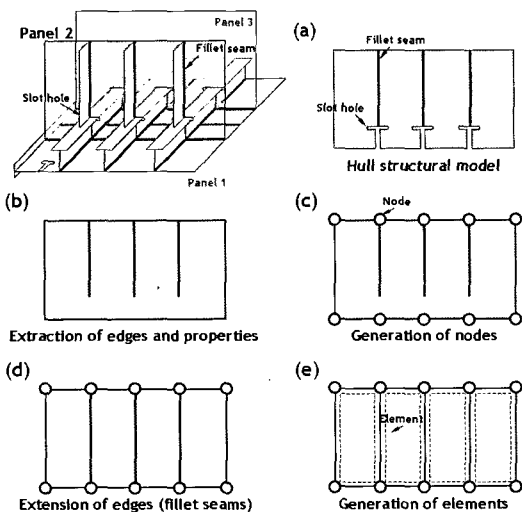 Panel 3
Panel 2
Fillet seam
Slot hole
Panel 1
(a)
Fillet seam
Slot hole
Hull structural model
(b)
Extraction of edges and properties
(c)
Node
Generation of nodes
(d)
Extension of edges (fillet seams)
(e)
Element
Generation of elements